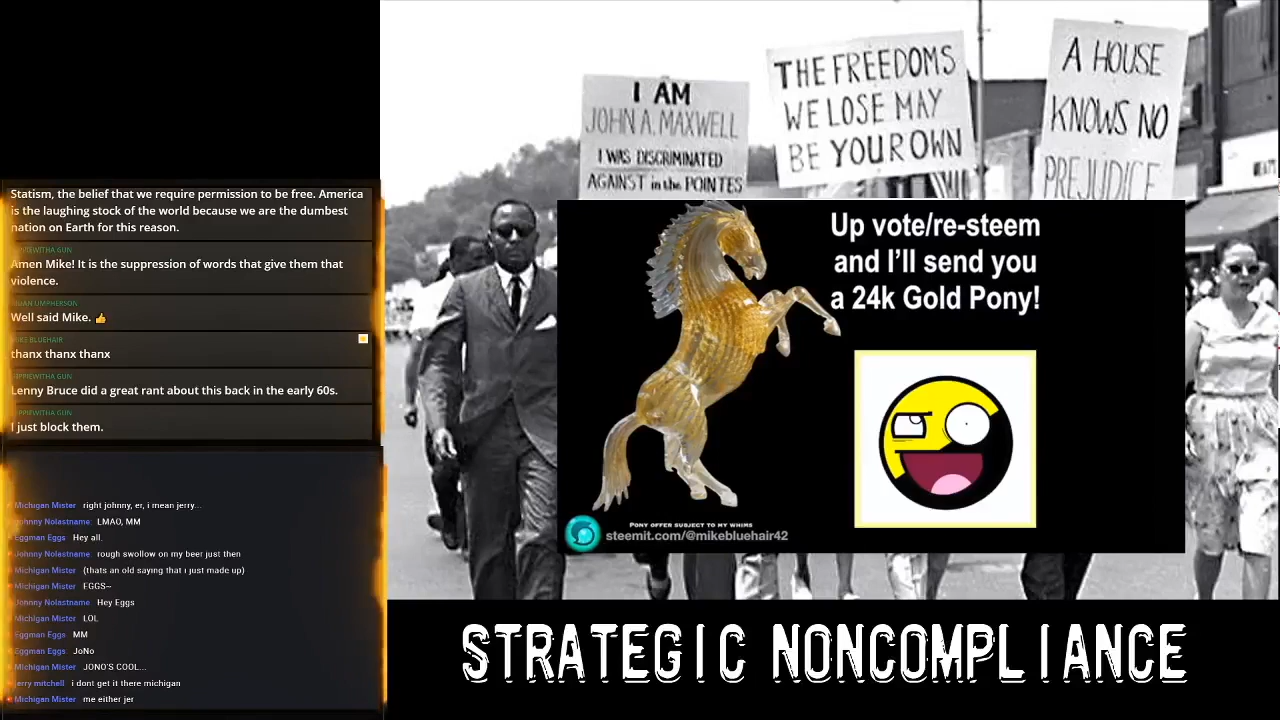 Statism, the belief that we require permission to be free. America
is the laughing stock of the world because we are the dumbest
nation on Earth for this reason.
Amen Mike! It is the suppression of words that give them that
violence.
Well said Mike. 👍
thanx thanx thanx
Lenny Bruce did a great rant about this back in the early 60s.
I just block them.
Michigan Mister right johnny, er, i mean jerry...
Johnny Nolastname: LMAO, MM
Eggman Eggs: Hey all.
Johnny Nolastname: rough swollow on my beer just then
Michigan Mister (thats an old saying that i just made up)
Michigan Mister EGGS~
Johnny Nolastname: Hey Eggs
Michigan Mister LOL
Eggman Eggs: MM
Eggman Eggs: JoNo
Michigan Mister JONO'S COOL...
jerry mitchell: i dont get it there michigan
Michigan Mister me either jer
I AM
JOHN A. MAXWELL
I WAS DISCRIMINATED
AGAINST in the POINTES
THE FREEDOMS
WE LOSE MAY
BE YOUR OWN
A HOUSE
KNOWS NO
PREJUDICE
Up vote/re-steem
and I'll send you
a 24k Gold Pony!
PONY OFFER SUBJECT TO MY WHIMS
steemit.com/@mikebluehair42
STRATEGIC NONCOMPLIANCE